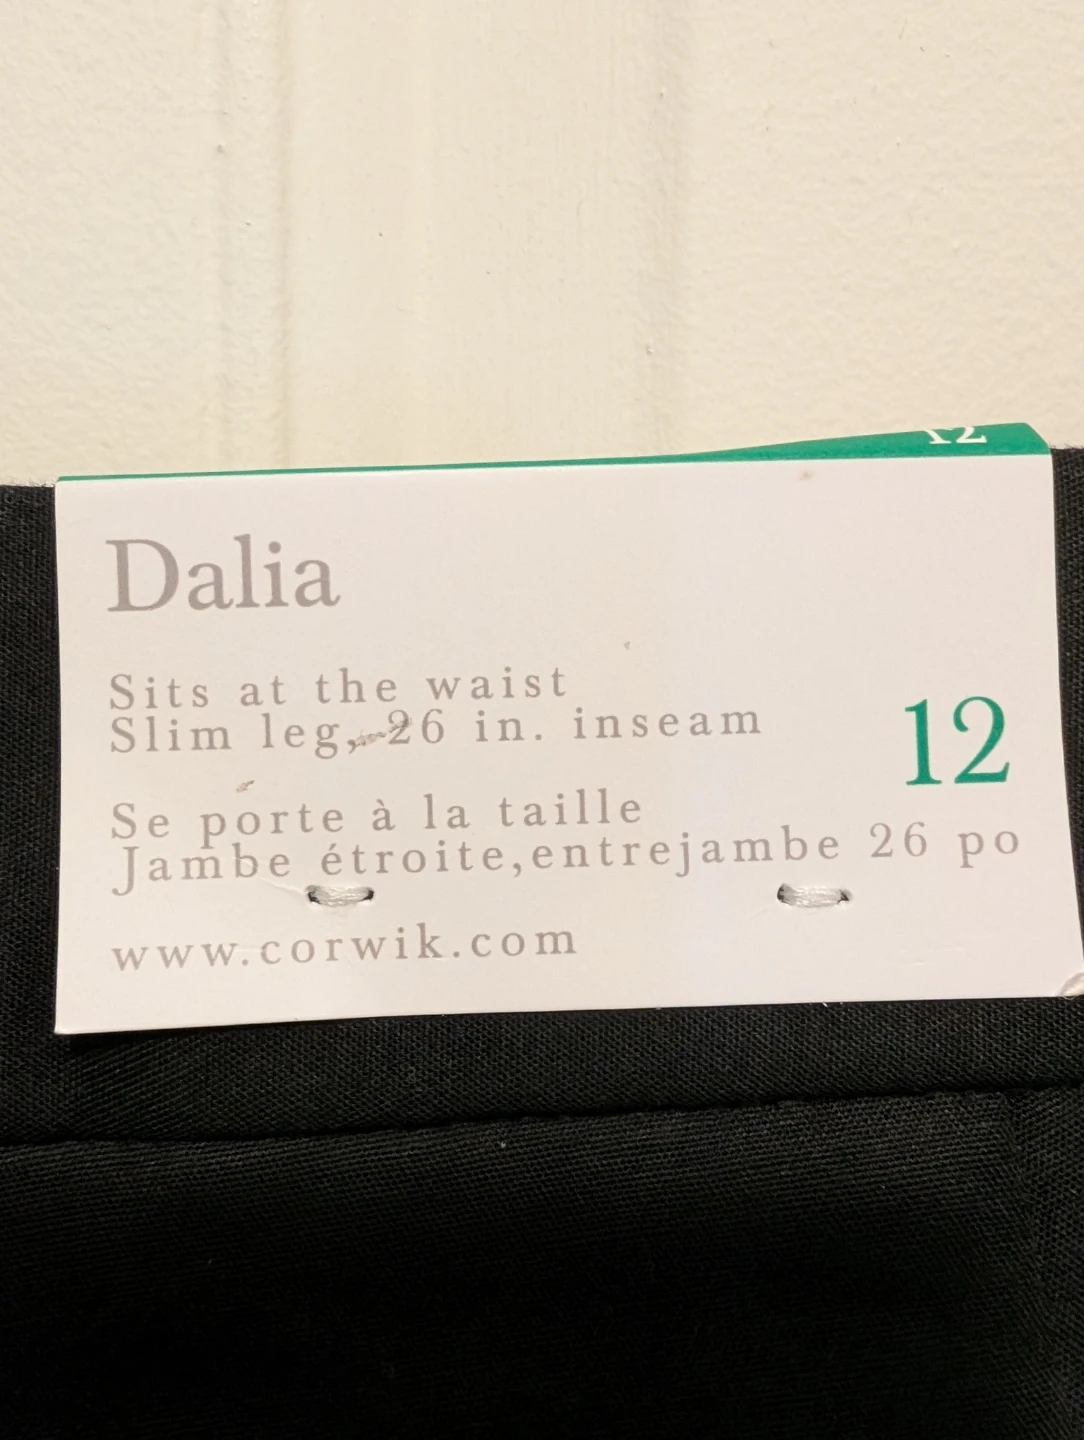 12
Dalia
Sits at the waist
Slim leg, 26 in. inseam
12
Se porte à la taille
Jambe étroite,entrejambe 26 po
www.corwik.com